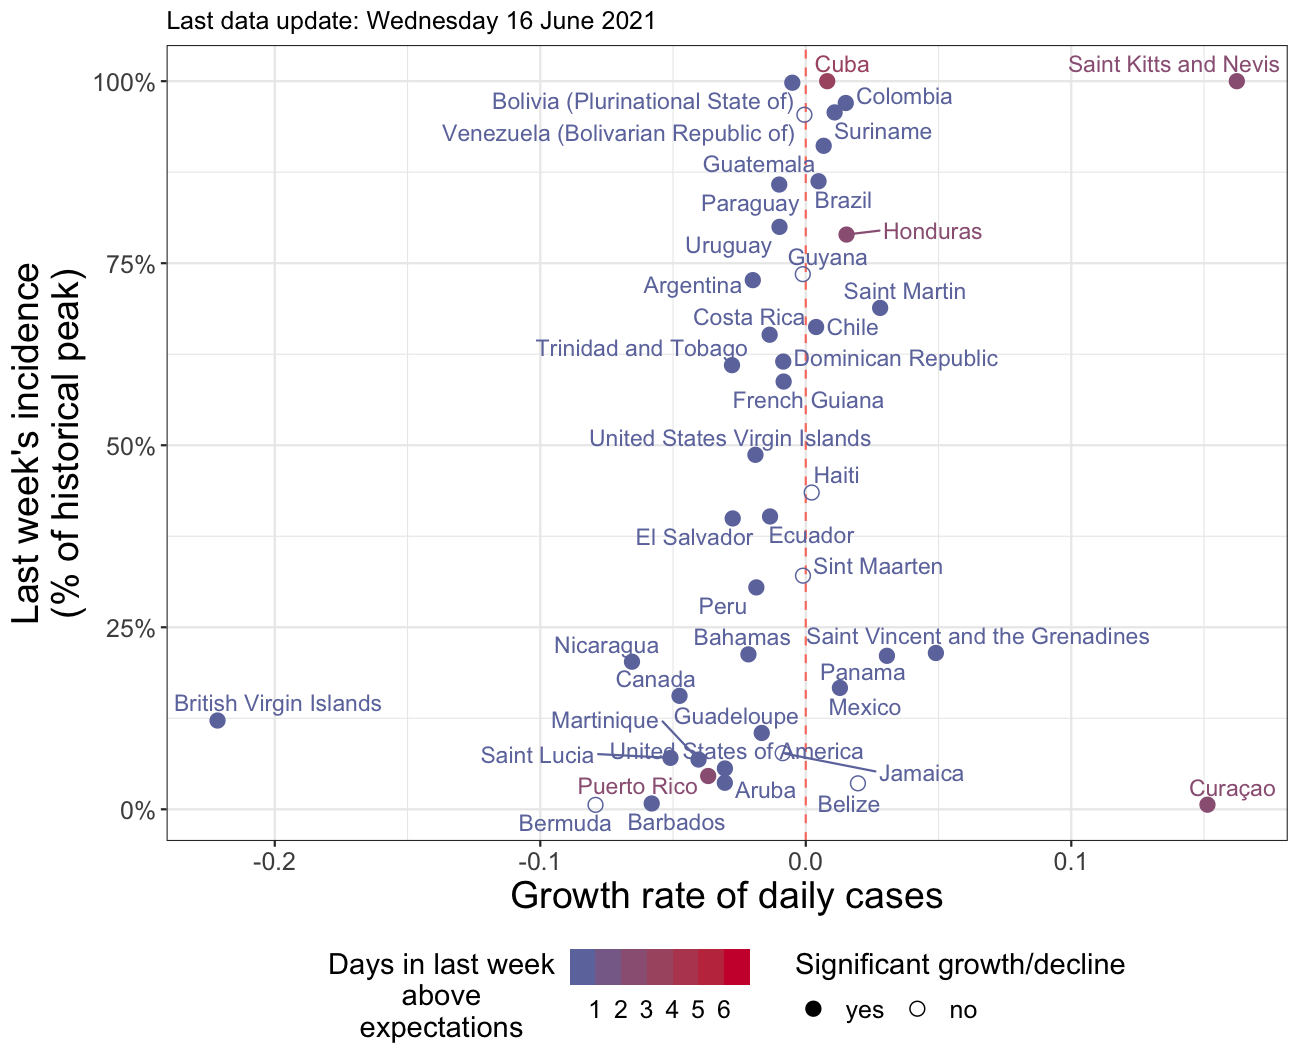 Last data update: Wednesday 16 June 2021
Last week's incidence
(% of historical peak)
100%
75%
50%
25%
0%
Cuba
Saint Kitts and Nevis
Bolivia (Plurinational State of)
Colombia
Venezuela (Bolivarian Republic of)
Suriname
Guatemala
Paraguay
Brazil
Uruguay
Honduras
Guyana
Argentina
Saint Martin
Costa Rica
Chile
Trinidad and Tobago
Dominican Republic
French Guiana
United States Virgin Islands
Haiti
El Salvador
Ecuador
Sint Maarten
Peru
Nicaragua
Bahamas
Saint Vincent and the Grenadines
Canada
Panama
British Virgin Islands
Mexico
Martinique
Guadeloupe
Saint Lucia
United States of America
Jamaica
Puerto Rico
Aruba
Belize
Curaçao
Bermuda
Barbados
-0.2
-0.1
0.0
0.1
Growth rate of daily cases
Days in last week
above
expectations
1 2 3 4 5 6
Significant growth/decline
yes
no